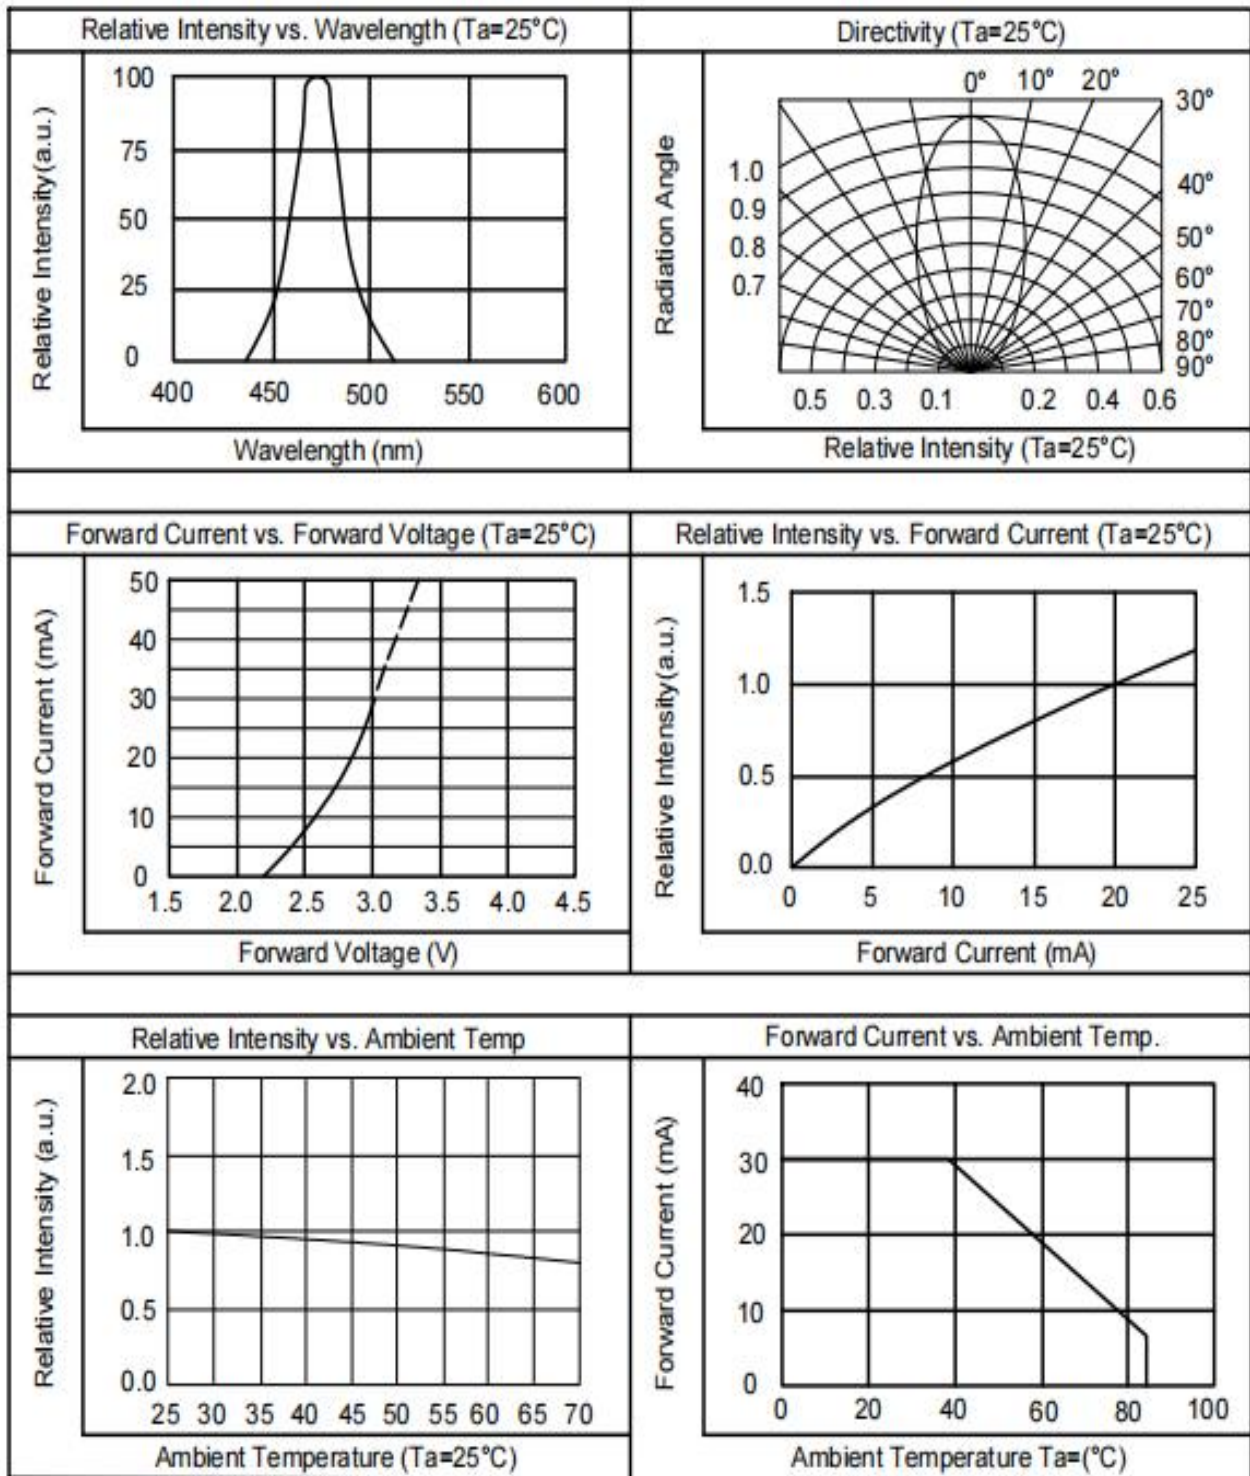 Relative Intensity vs. Wavelength (Ta=25°C)
Relative Intensity(a.u.)
100
75
50
25
0
400 450 500 550 600
Wavelength (nm)
Directivity (Ta=25°C)
Radiation Angle
0° 10° 20°
30°
40°
50°
60°
70°
80°
90°
1.0
0.9
0.8
0.7
0.5 0.3 0.1 0.2 0.4 0.6
Relative Intensity (Ta=25°C)
Forward Current vs. Forward Voltage (Ta=25°C)
Forward Current (mA)
50
40
30
20
10
0
1.5 2.0 2.5 3.0 3.5 4.0 4.5
Forward Voltage (V)
Relative Intensity vs. Forward Current (Ta=25°C)
Relative Intensity(a.u.)
1.5
1.0
0.5
0.0
0 5 10 15 20 25
Forward Current (mA)
Relative Intensity vs. Ambient Temp
Relative Intensity (a.u.)
2.0
1.5
1.0
0.5
0.0
25 30 35 40 45 50 55 60 65 70
Ambient Temperature (Ta=25°C)
Forward Current vs. Ambient Temp.
Forward Current (mA)
40
30
20
10
0
0 20 40 60 80 100
Ambient Temperature Ta=(°C)